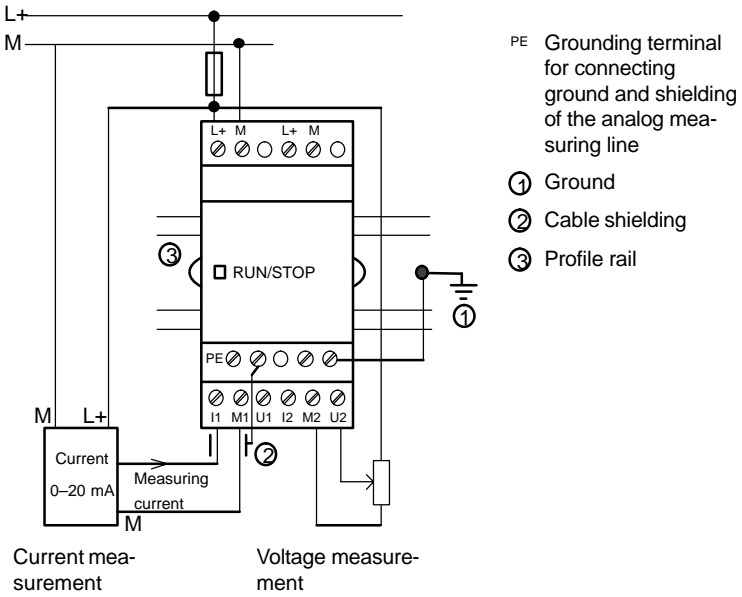 L+
M
PE Grounding terminal
for connecting
ground and shielding
of the analog mea-
suring line
1 Ground
2 Cable shielding
3 Profile rail
L+ M L+ M
3
RUN/STOP
1
PE
I1 M1 U1 I2 M2 U2
M L+
2
Current
0–20 mA
Measuring
current
M
Current mea-
surement
Voltage measure-
ment